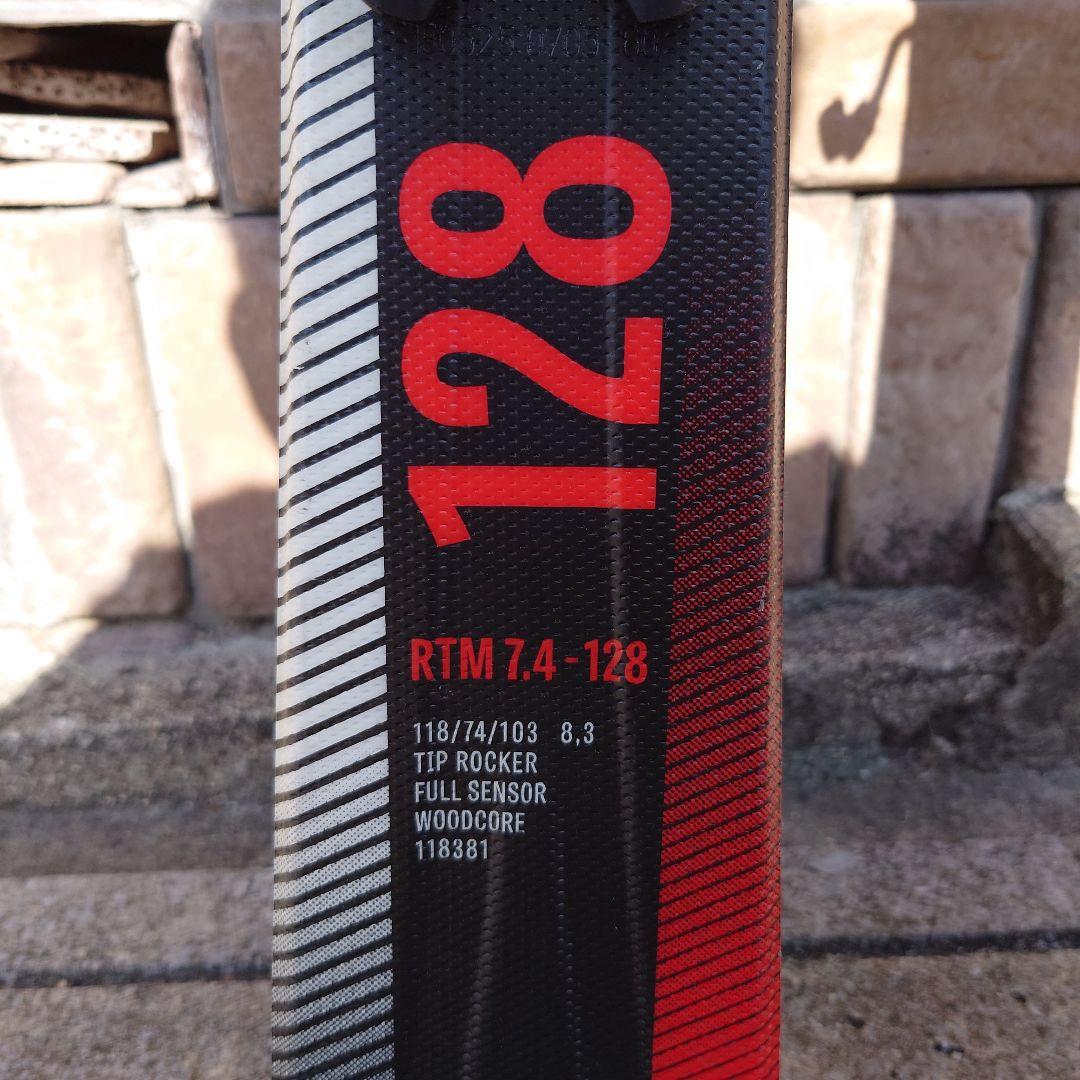 128
RTM 7.4 - 128
118/74/103 8,3
TIP ROCKER
FULL SENSOR
WOODCORE
118381